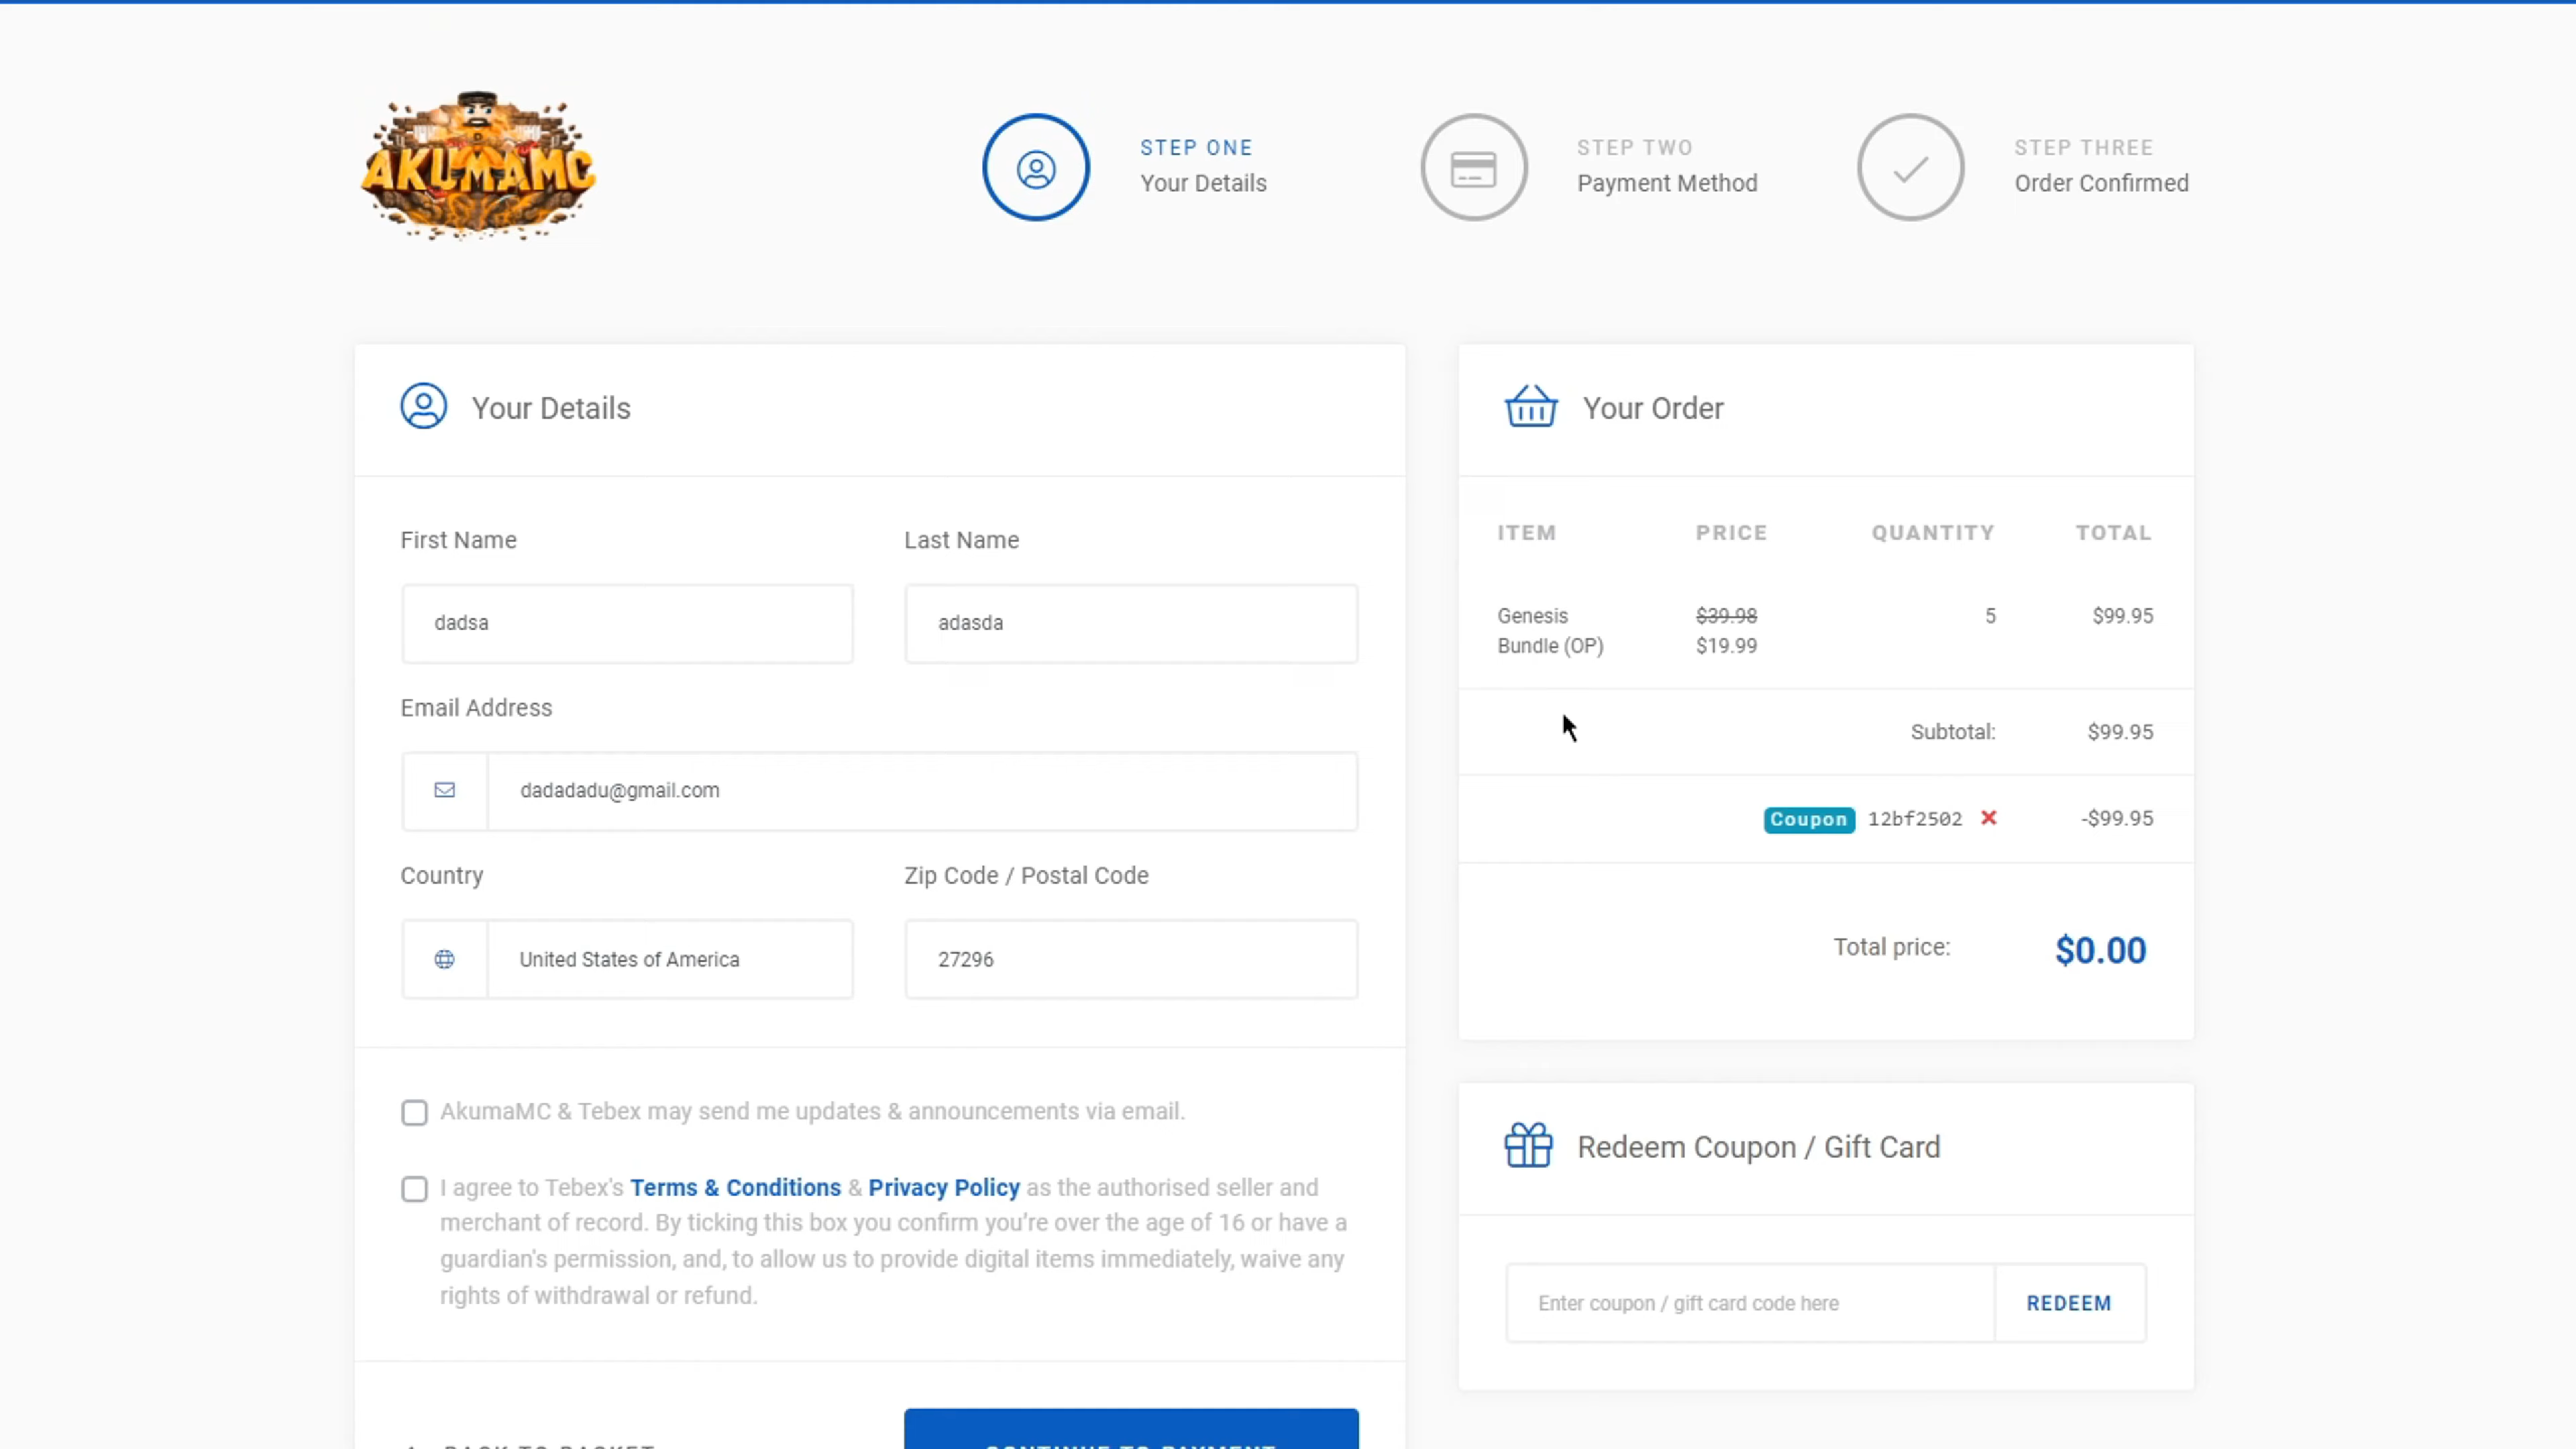 AKUMAMC
STEP ONE
Your Details
STEP TWO
Payment Method
STEP THREE
Order Confirmed
Your Details
First Name
Last Name
dadsa
adasda
Email Address
dadadadu@gmail.com
Country
Zip Code / Postal Code
United States of America
27296
AkumaMC & Tebex may send me updates & announcements via email.
I agree to Tebex's Terms & Conditions & Privacy Policy as the authorised seller and
merchant of record. By ticking this box you confirm you're over the age of 16 or have a
guardian's permission, and, to allow us to provide digital items immediately, waive any
rights of withdrawal or refund.
BACK TO BASKET
CONTINUE TO PAYMENT
Your Order
ITEM PRICE QUANTITY TOTAL
Genesis $39.98 5 $99.95
Bundle (OP) $19.99
Subtotal: $99.95
Coupon 12bf2502 -$99.95
Total price: $0.00
Redeem Coupon / Gift Card
Enter coupon / gift card code here
REDEEM